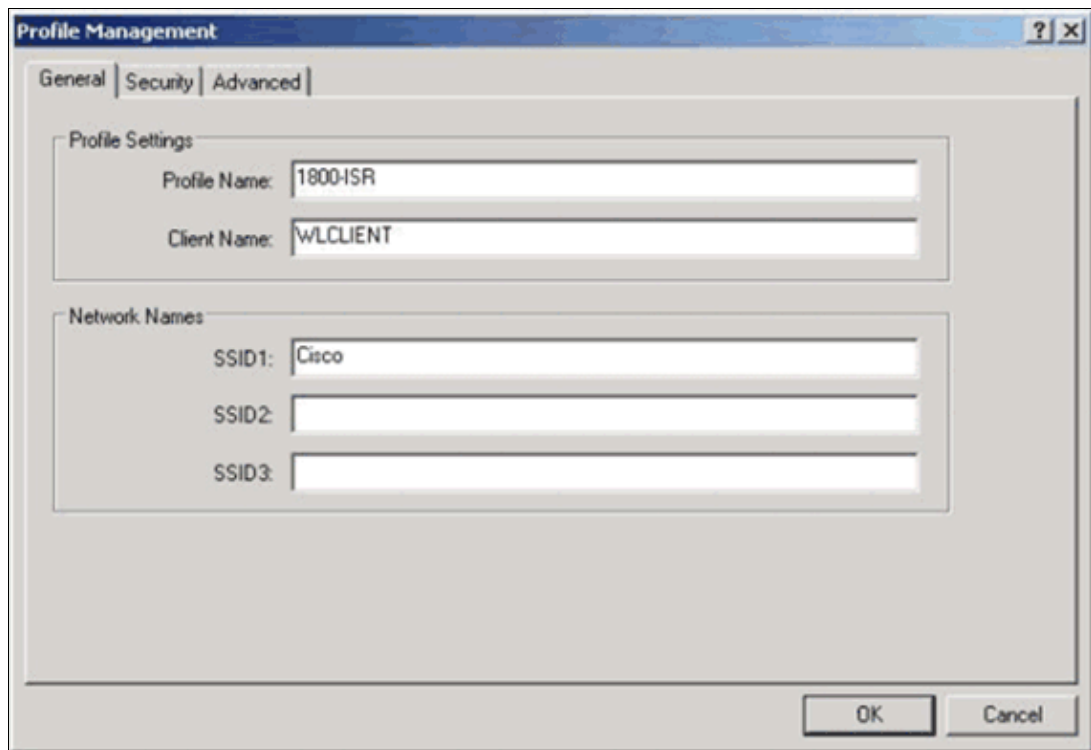 Profile Management
? X
General Security Advanced
Profile Settings
Profile Name: 1800-ISR
Client Name: WLCLIENT
Network Names
SSID1: Cisco
SSID2:
SSID3:
OK Cancel